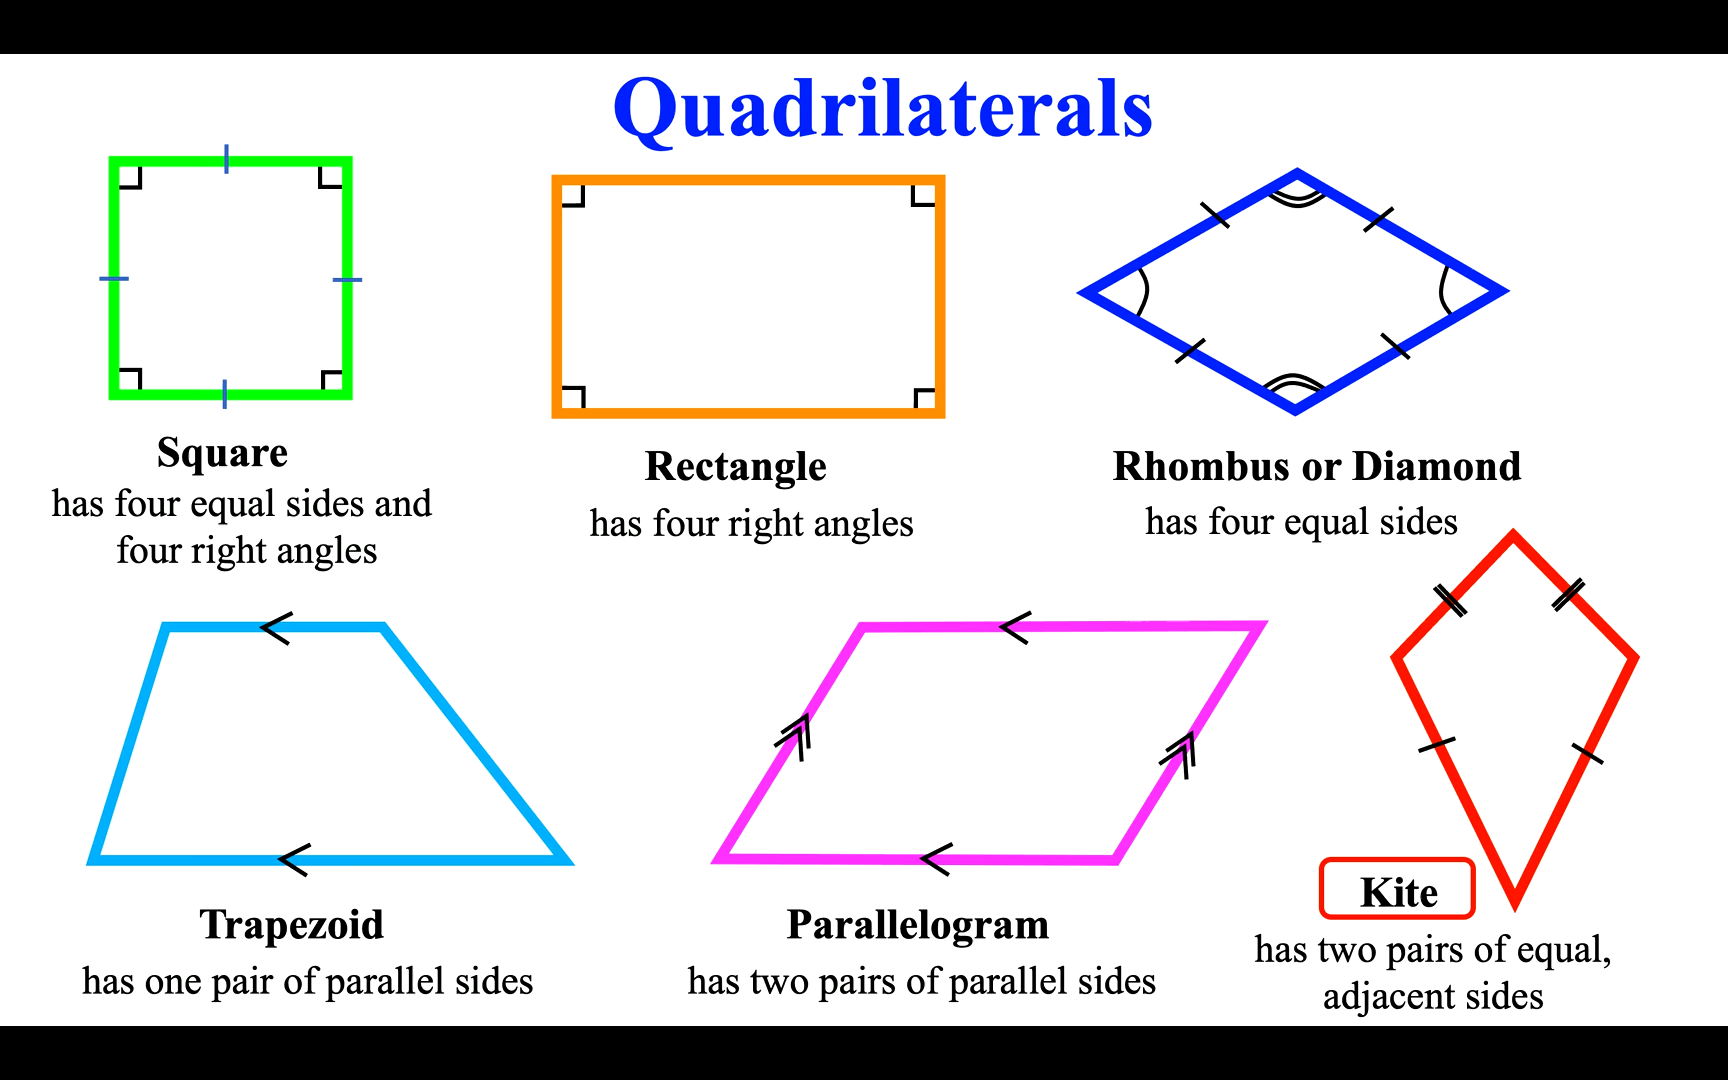 Quadrilaterals
Square
has four equal sides and
four right angles
Rectangle
has four right angles
Rhombus or Diamond
has four equal sides
Trapezoid
has one pair of parallel sides
Parallelogram
has two pairs of parallel sides
Kite
has two pairs of equal,
adjacent sides